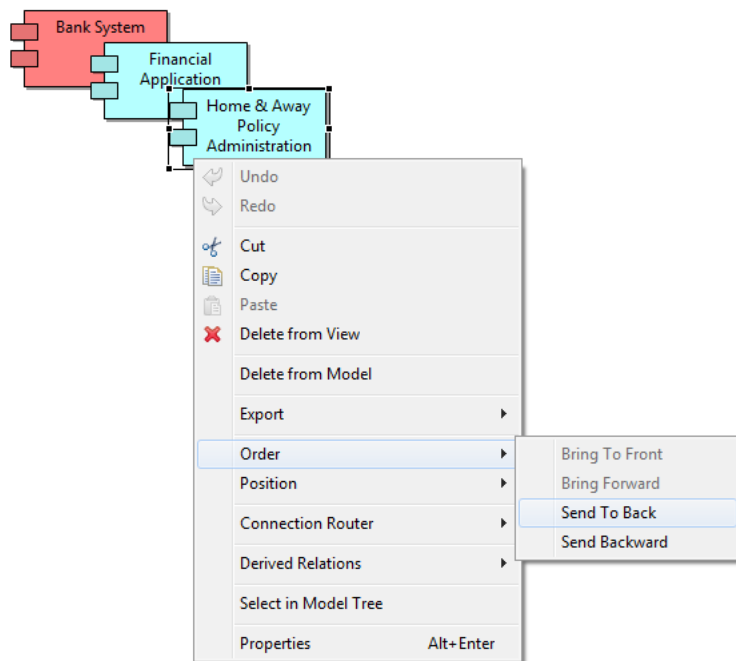 Bank System
Financial
Application
Home & Away
Policy
Administration
Undo
Redo
Cut
Copy
Paste
Delete from View
Delete from Model
Export
Order
Position
Connection Router
Derived Relations
Select in Model Tree
Properties Alt+Enter
Bring To Front
Bring Forward
Send To Back
Send Backward